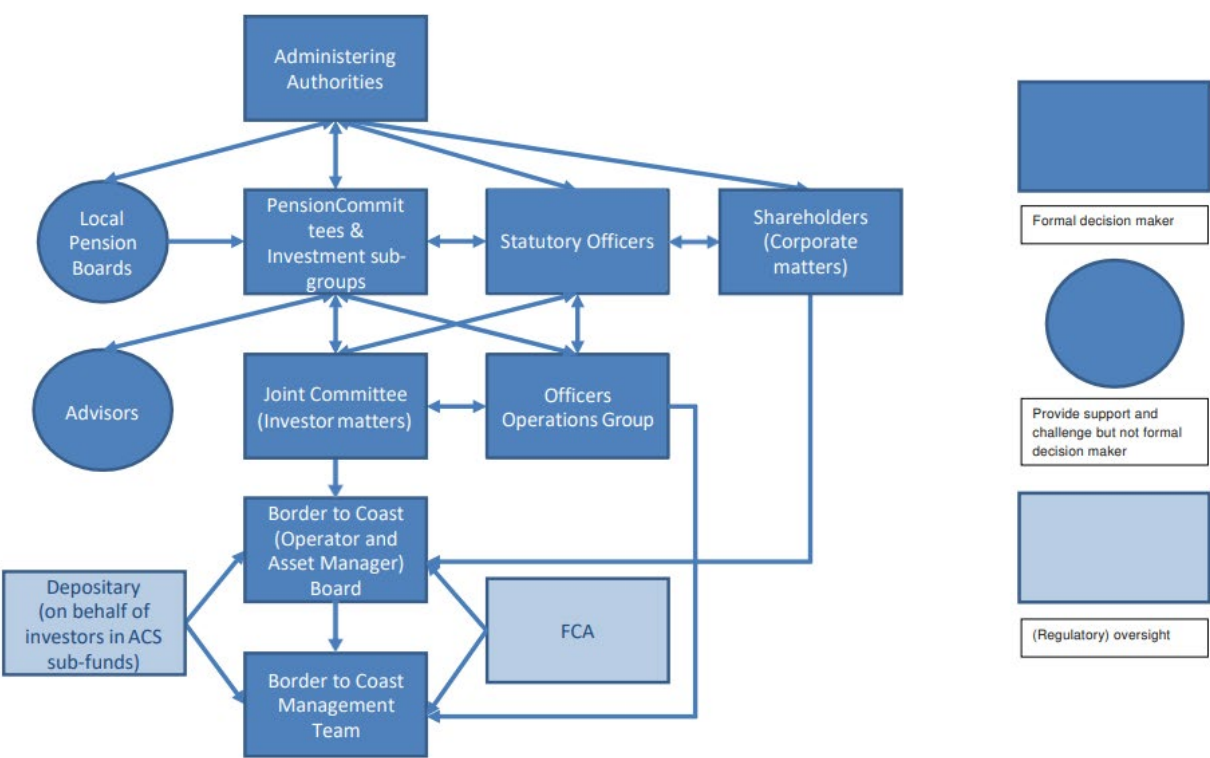 Administering
Authorities
Local
Pension
Boards
PensionCommit
tees &
Investment sub-
groups
Statutory Officers
Shareholders
(Corporate
matters)
Formal decision maker
Advisors
Joint Committee
(Investor matters)
Officers
Operations Group
Provide support and
challenge but not formal
decision maker
Border to Coast
(Operator and
Asset Manager)
Board
Depositary
(on behalf of
investors in ACS
sub-funds)
FCA
(Regulatory) oversight
Border to Coast
Management
Team